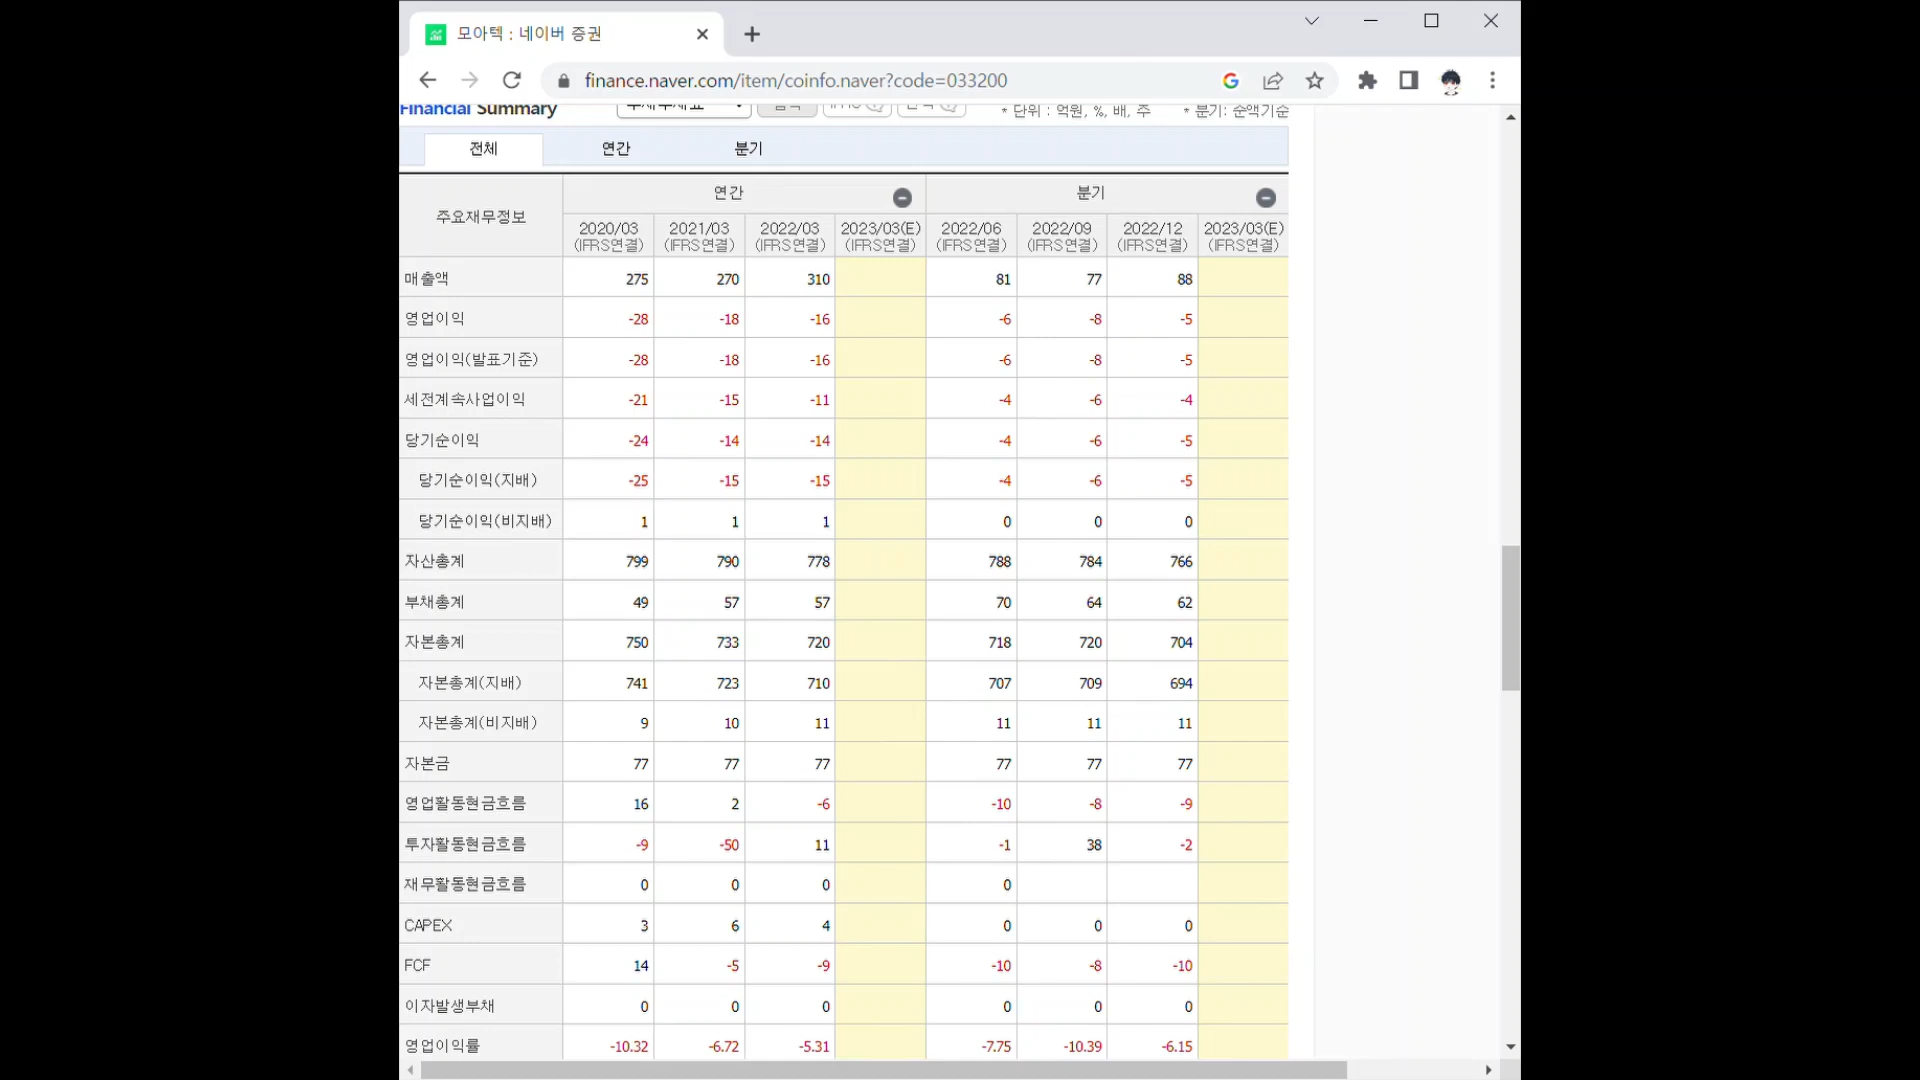 모아텍 : 네이버 증권
finance.naver.com/item/coinfo.naver?code=033200
Financial Summary * 단위 : 억원, %, 배, 주 * 분기: 순액기준
전체 연간 분기
주요재무정보 연간 분기
2020/03 2021/03 2022/03 2023/03(E) 2022/06 2022/09 2022/12 2023/03(E)
(IFRS연결) (IFRS연결) (IFRS연결) (IFRS연결) (IFRS연결) (IFRS연결) (IFRS연결) (IFRS연결)
매출액 275 270 310 81 77 88
영업이익 -28 -18 -16 -6 -8 -5
영업이익(발표기준) -28 -18 -16 -6 -8 -5
세전계속사업이익 -21 -15 -11 -4 -6 -4
당기순이익 -24 -14 -14 -4 -6 -5
당기순이익(지배) -25 -15 -15 -4 -6 -5
당기순이익(비지배) 1 1 1 0 0 0
자산총계 799 790 778 788 784 766
부채총계 49 57 57 70 64 62
자본총계 750 733 720 718 720 704
자본총계(지배) 741 723 710 707 709 694
자본총계(비지배) 9 10 11 11 11 11
자본금 77 77 77 77 77 77
영업활동현금흐름 16 2 -6 -10 -8 -9
투자활동현금흐름 -9 -50 11 -1 38 -2
재무활동현금흐름 0 0 0 0
CAPEX 3 6 4 0 0 0
FCF 14 -5 -9 -10 -8 -10
이자발생부채 0 0 0 0 0 0
영업이익률 -10.32 -6.72 -5.31 -7.75 -10.39 -6.15